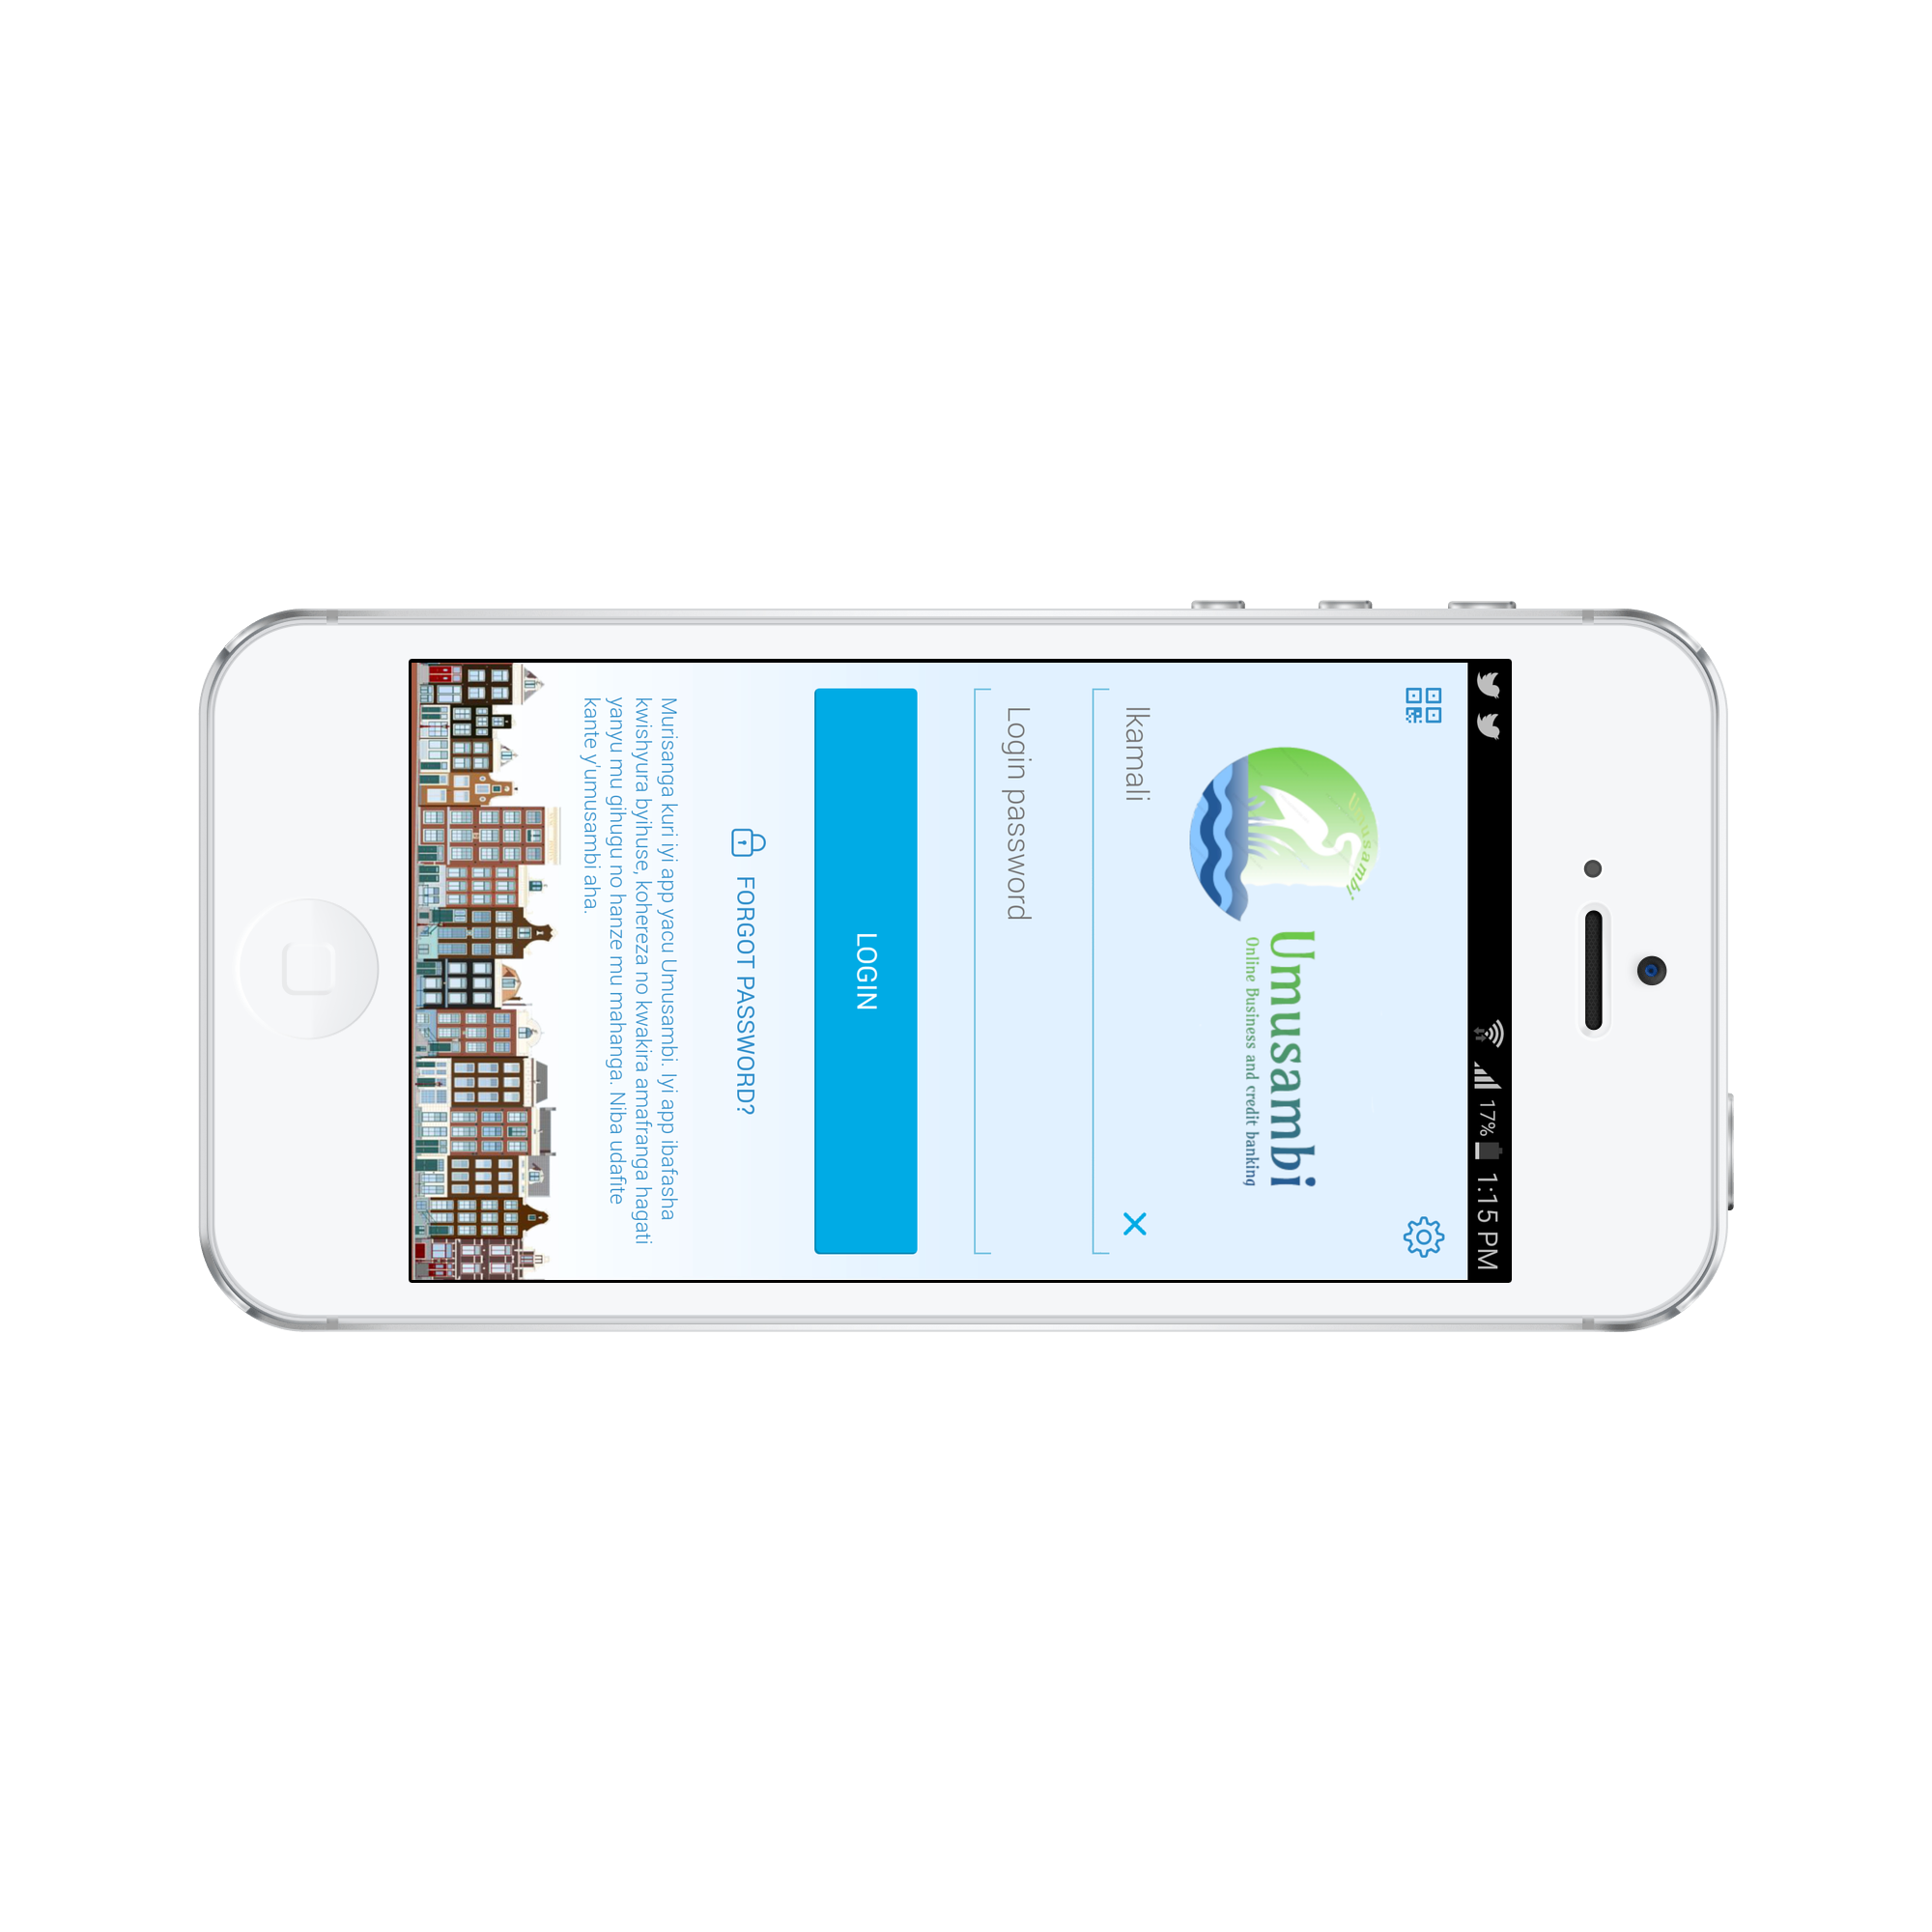 17% 1:15 PM
umusambi
Umusambi
Online Business and credit banking
Ikamali
Login password
LOGIN
FORGOT PASSWORD?
Murisanga kuri iyi app yacu Umusambi. Iyi app ibafasha
kwishyura byihuse, kohereza no kwakira amafranga hagati
yanyu mu gihugu no hanze mu mahanga. Niba udafite
kante y'umusambi aha.